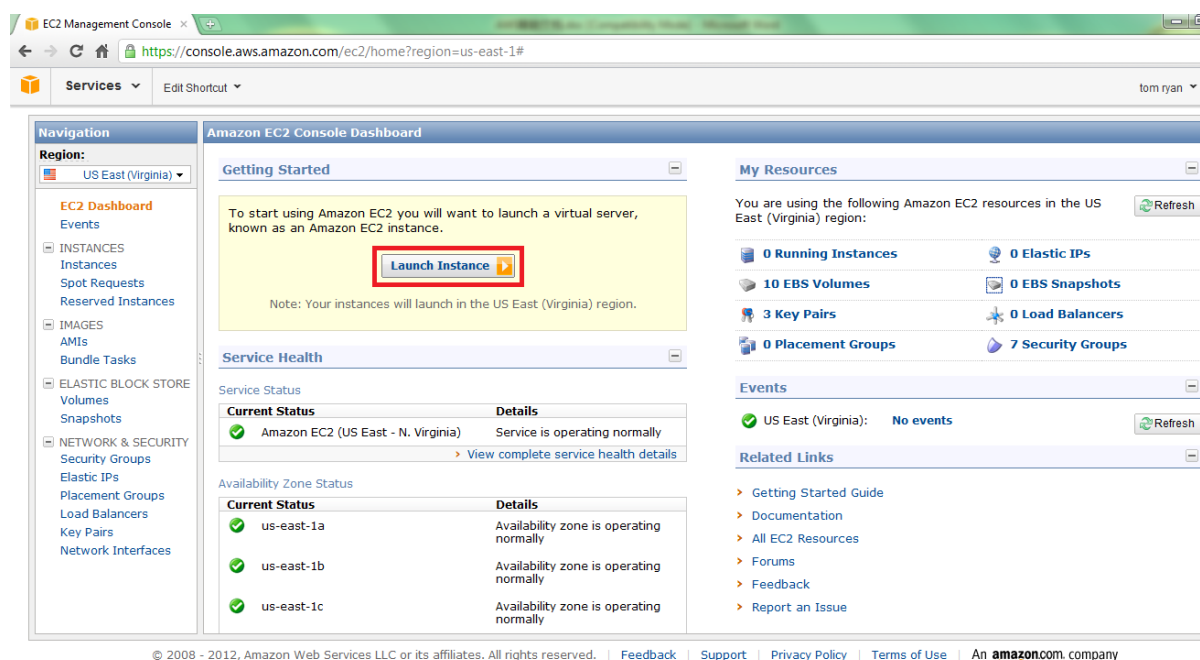 EC2 Management Console
https://console.aws.amazon.com/ec2/home?region=us-east-1#
Services
Edit Shortcut
tom ryan
Navigation
Region:
US East (Virginia)
EC2 Dashboard
Events
INSTANCES
Instances
Spot Requests
Reserved Instances
IMAGES
AMIs
Bundle Tasks
ELASTIC BLOCK STORE
Volumes
Snapshots
NETWORK & SECURITY
Security Groups
Elastic IPs
Placement Groups
Load Balancers
Key Pairs
Network Interfaces
Amazon EC2 Console Dashboard
Getting Started
To start using Amazon EC2 you will want to launch a virtual server,
known as an Amazon EC2 instance.
Launch Instance
Note: Your instances will launch in the US East (Virginia) region.
Service Health
Service Status
Current Status Details
Amazon EC2 (US East - N. Virginia) Service is operating normally
View complete service health details
Availability Zone Status
Current Status Details
us-east-1a Availability zone is operating
normally
us-east-1b Availability zone is operating
normally
us-east-1c Availability zone is operating
normally
My Resources
You are using the following Amazon EC2 resources in the US
East (Virginia) region:
Refresh
0 Running Instances 0 Elastic IPs
10 EBS Volumes 0 EBS Snapshots
3 Key Pairs 0 Load Balancers
0 Placement Groups 7 Security Groups
Events
US East (Virginia): No events
Refresh
Related Links
Getting Started Guide
Documentation
All EC2 Resources
Forums
Feedback
Report an Issue
© 2008 - 2012, Amazon Web Services LLC or its affiliates. All rights reserved. | Feedback | Support | Privacy Policy | Terms of Use | An amazon.com. company